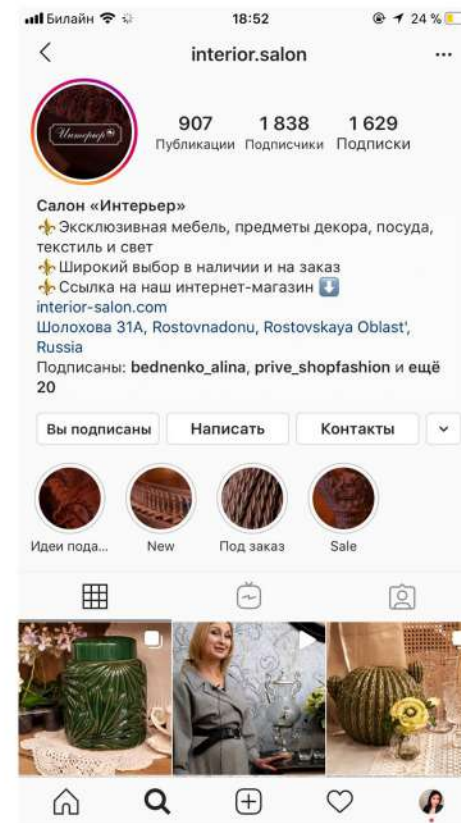 Билайн 18:52 24 %
interior.salon
Интерьер
907 1 838 1 629
Публикации Подписчики Подписки
Салон «Интерьер»
⚜️Эксклюзивная мебель, предметы декора, посуда,
текстиль и свет
⚜️Широкий выбор в наличии и на заказ
⚜️Ссылка на наш интернет-магазин ⬇️
interior-salon.com
Шолохова 31А, Rostovnadonu, Rostovskaya Oblast',
Russia
Подписаны: bednenko_alina, prive_shopfashion и ещё
20
Вы подписаны Написать Контакты
Идеи пода... New Под заказ Sale